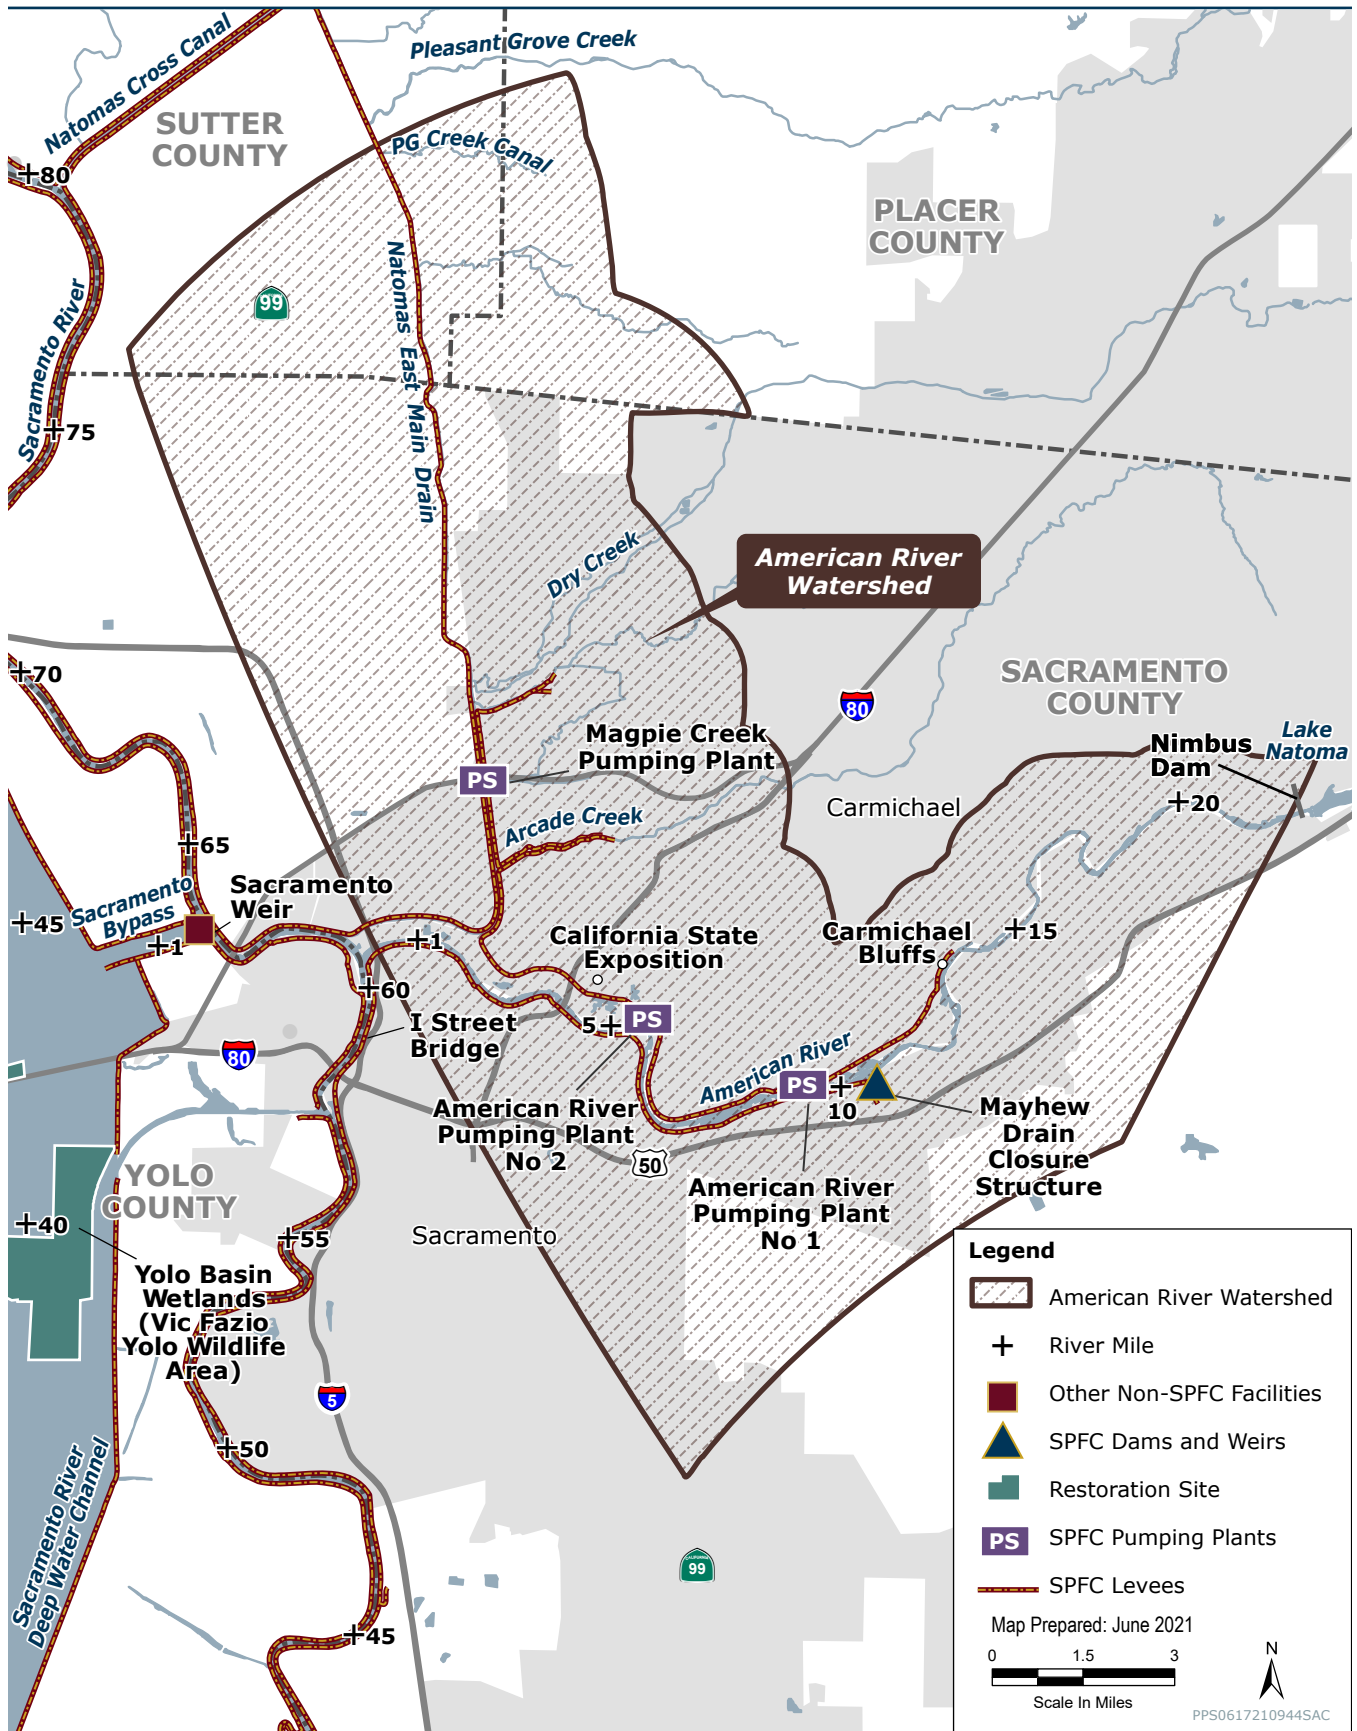 Pleasant Grove Creek
Natomas Cross Canal
SUTTER
COUNTY
PG Creek Canal
80
PLACER
COUNTY
99
Natomas East Main Drain
Sacramento River
75
Dry Creek
American River
Watershed
70
SACRAMENTO
COUNTY
80
Magpie Creek
Pumping Plant
PS
Nimbus
Dam
Lake
Natoma
20
Carmichael
Arcade Creek
65
Sacramento
Weir
Sacramento
Bypass
45
1
1
California State
Exposition
Carmichael
Bluffs
15
60
I Street
Bridge
5
PS
80
American River
PS
10
American River
Pumping Plant
No 2
Mayhew
Drain
Closure
Structure
50
YOLO
COUNTY
American River
Pumping Plant
No 1
40
55
Sacramento
Yolo Basin
Wetlands
(Vic Fazio
Yolo Wildlife
Area)
5
50
Sacramento River
Deep Water Channel
CALIFORNIA
99
45
Legend
American River Watershed
River Mile
Other Non-SPFC Facilities
SPFC Dams and Weirs
Restoration Site
PS SPFC Pumping Plants
SPFC Levees
Map Prepared: June 2021
0 1.5 3
Scale In Miles
N
PPS0617210944SAC